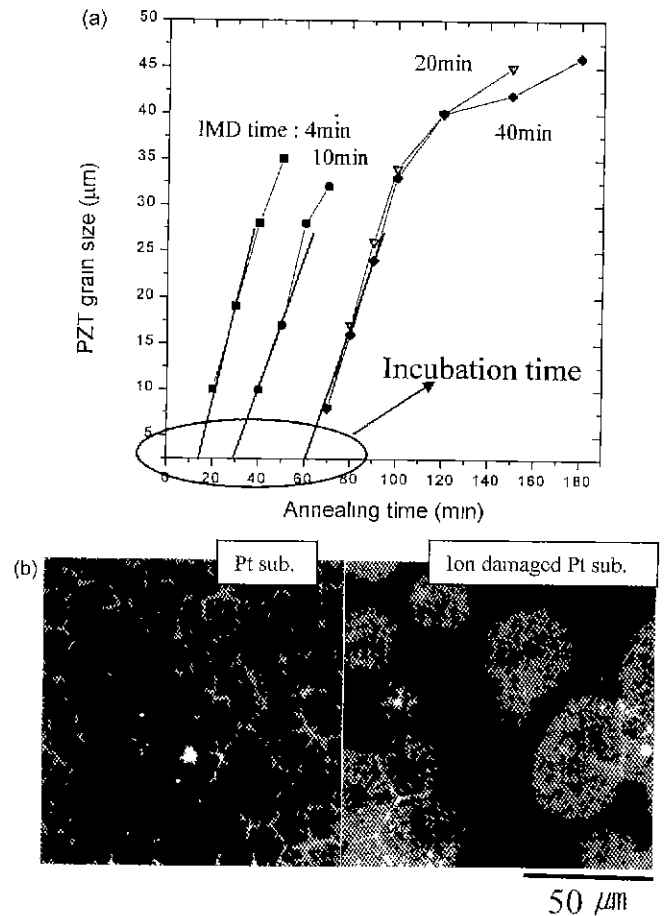 (a)
50
45
40
35
30
25
20
15
10
5
PZT grain size (μm)
IMD time : 4min
10min
20min
40min
Incubation time
0 20 40 60 80 100 120 140 160 180
Annealing time (min)
(b)
Pt sub.
Ion damaged Pt sub.
50 μm